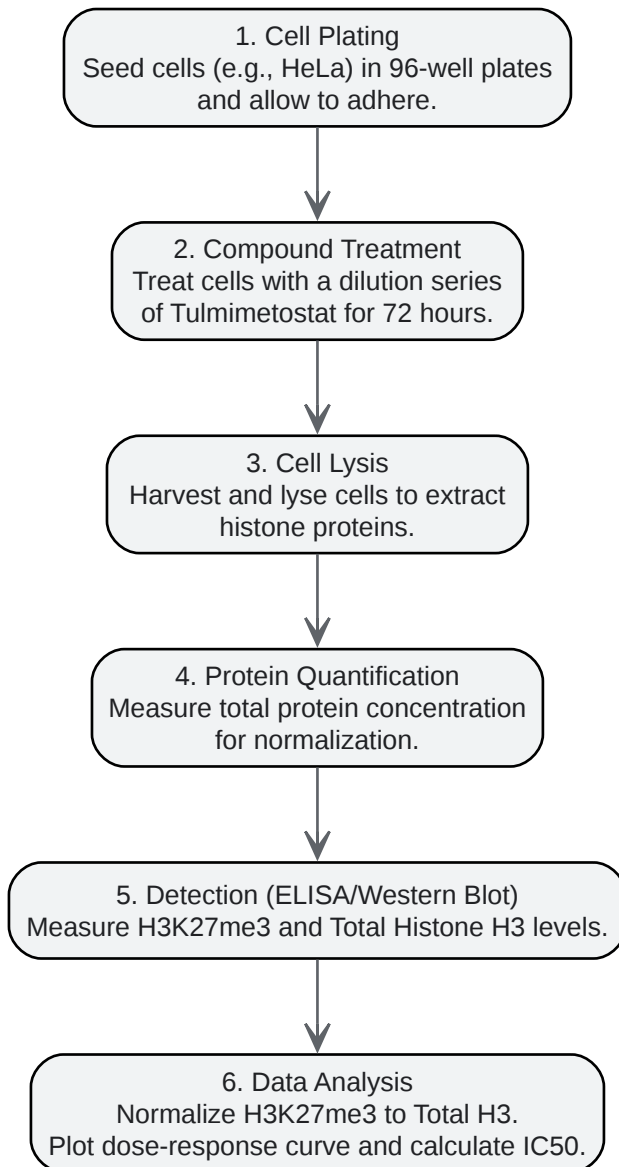 1. Cell Plating
Seed cells (e.g., HeLa) in 96-well plates
and allow to adhere.
2. Compound Treatment
Treat cells with a dilution series
of Tulmimetostat for 72 hours.
3. Cell Lysis
Harvest and lyse cells to extract
histone proteins.
4. Protein Quantification
Measure total protein concentration
for normalization.
5. Detection (ELISA/Western Blot)
Measure H3K27me3 and Total Histone H3 levels.
6. Data Analysis
Normalize H3K27me3 to Total H3.
Plot dose-response curve and calculate IC50.